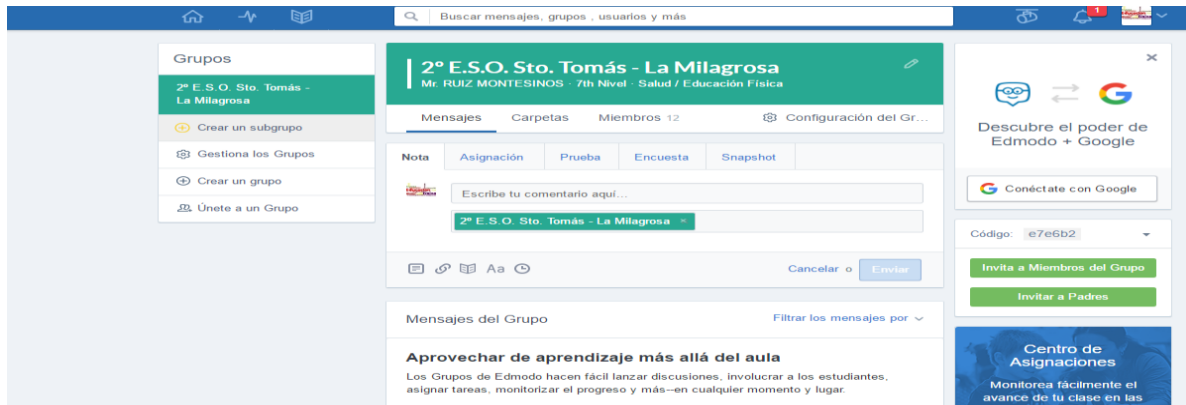 Buscar mensajes, grupos , usuarios y más
1
Grupos
2º E.S.O. Sto. Tomás -
La Milagrosa
Crear un subgrupo
Gestiona los Grupos
Crear un grupo
Únete a un Grupo
2º E.S.O. Sto. Tomás - La Milagrosa
Mr. RUIZ MONTESINOS · 7th Nivel · Salud / Educación Física
Mensajes Carpetas Miembros 12 Configuración del Gr...
Nota Asignación Prueba Encuesta Snapshot
Escribe tu comentario aquí...
2º E.S.O. Sto. Tomás - La Milagrosa ×
Aa
Cancelar o Enviar
Mensajes del Grupo
Filtrar los mensajes por
Aprovechar de aprendizaje más allá del aula
Los Grupos de Edmodo hacen fácil lanzar discusiones, involucrar a los estudiantes,
asignar tareas, monitorizar el progreso y más--en cualquier momento y lugar.
×
G
Descubre el poder de
Edmodo + Google
G Conéctate con Google
Código: e7e6b2
Invita a Miembros del Grupo
Invitar a Padres
Centro de
Asignaciones
Monitorea fácilmente el
avance de tu clase en las